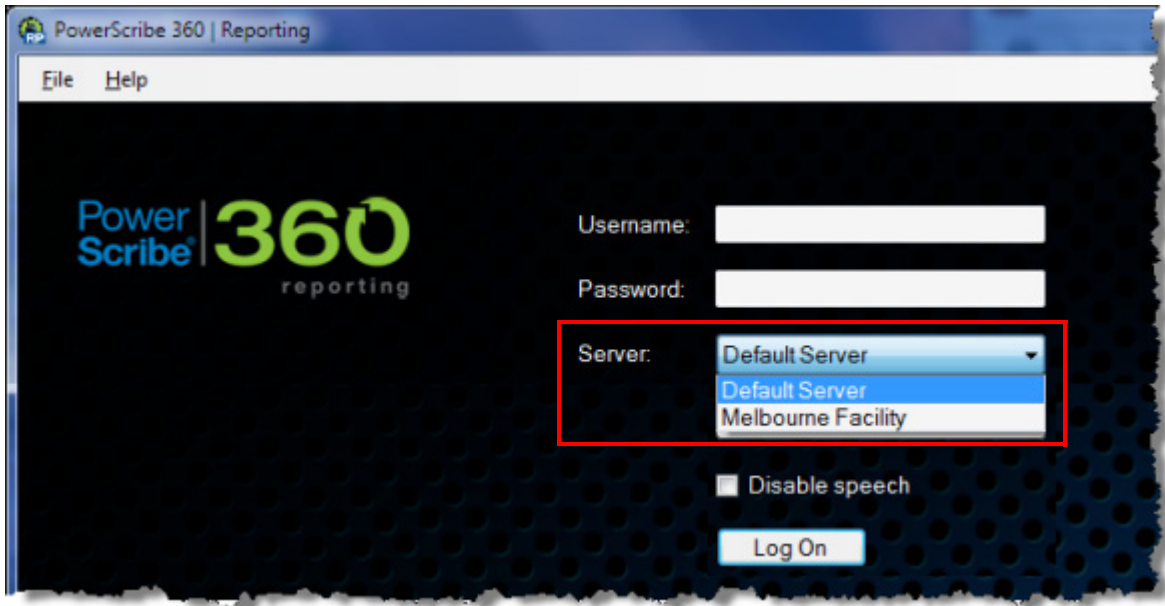 PowerScribe 360 | Reporting
File Help
Power Scribe® 360
reporting
Username:
Password:
Server: Default Server
Default Server
Melbourne Facility
Disable speech
Log On